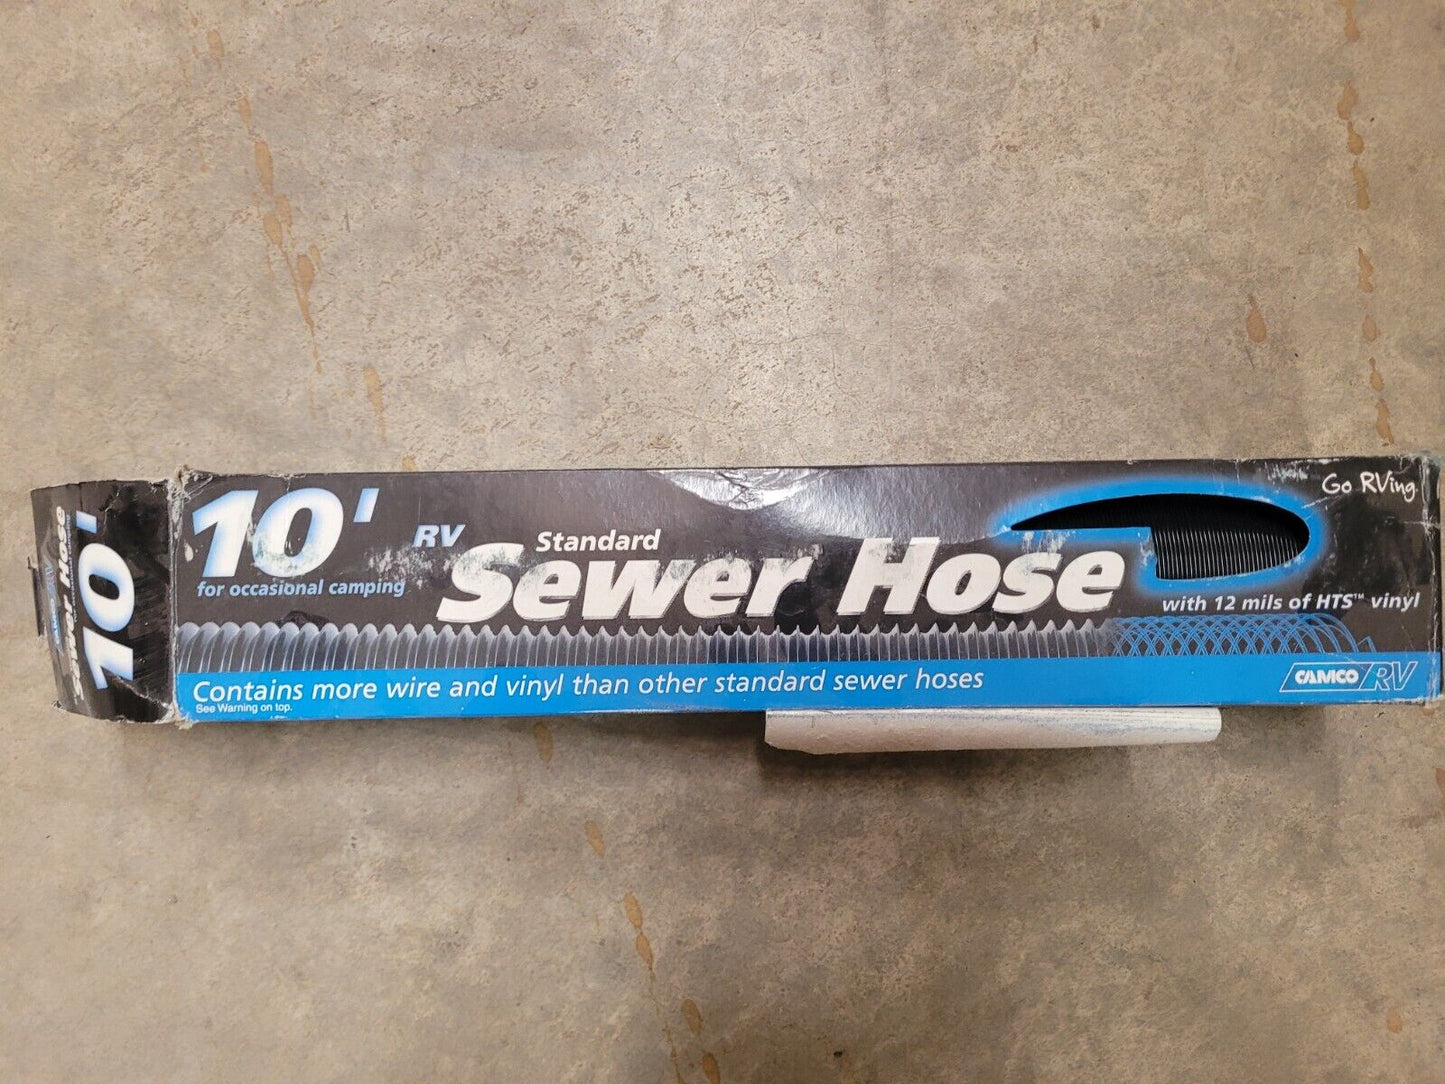 10'
Sewer Hose
10'
for occasional camping
RV
Standard
Sewer Hose
Go RVing
with 12 mils of HTS™ vinyl
Contains more wire and vinyl than other standard sewer hoses
See Warning on top.
CAMCO RV